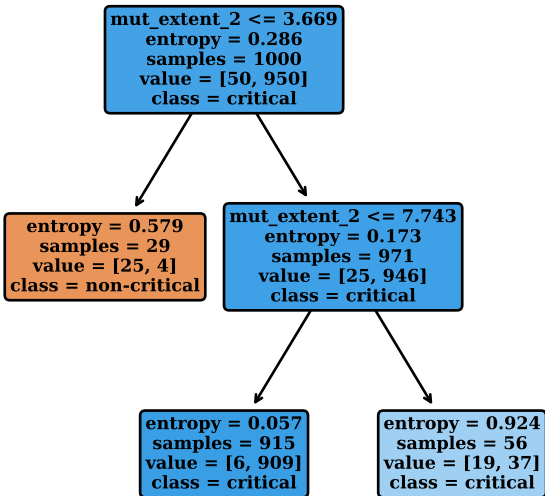 mut_extent_2 <= 3.669
entropy = 0.286
samples = 1000
value = [50, 950]
class = critical
entropy = 0.579
samples = 29
value = [25, 4]
class = non-critical
mut_extent_2 <= 7.743
entropy = 0.173
samples = 971
value = [25, 946]
class = critical
entropy = 0.057
samples = 915
value = [6, 909]
class = critical
entropy = 0.924
samples = 56
value = [19, 37]
class = critical